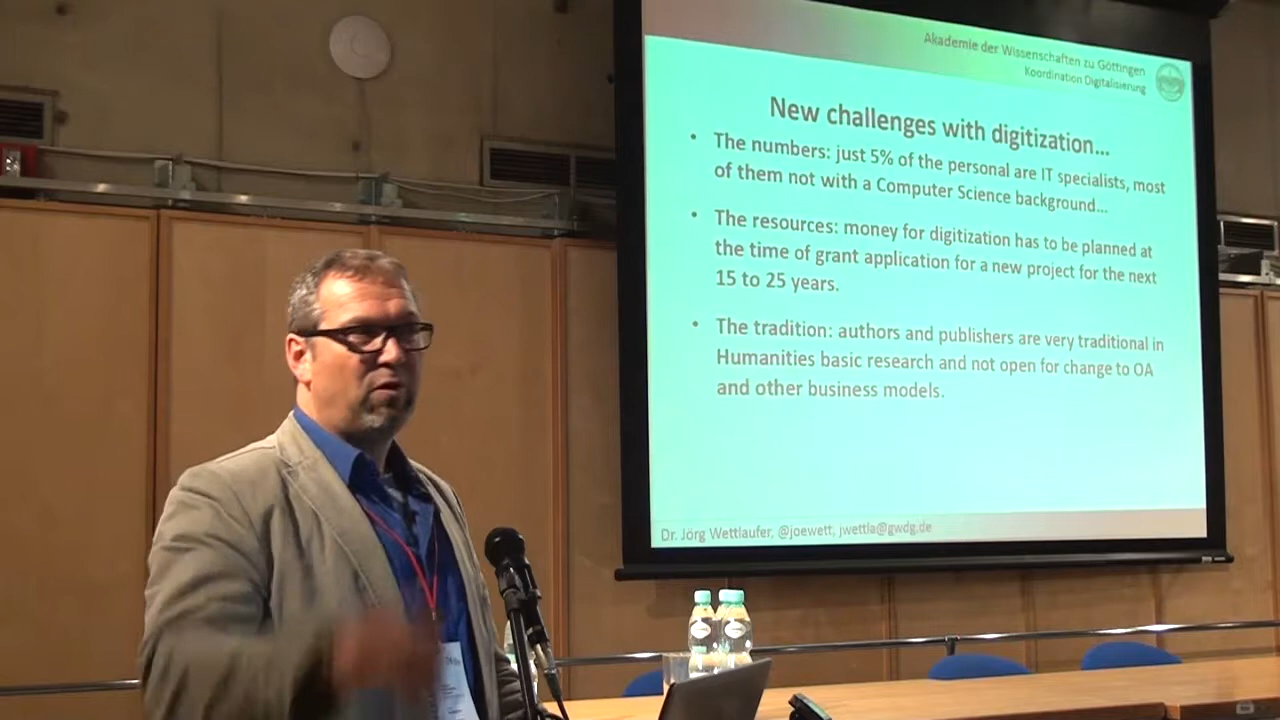 Akademie der Wissenschaften zu Göttingen
Koordination Digitalisierung
New challenges with digitization...
• The numbers: just 5% of the personal are IT specialists, most
of them not with a Computer Science background...
• The resources: money for digitization has to be planned at
the time of grant application for a new project for the next
15 to 25 years.
• The tradition: authors and publishers are very traditional in
Humanities basic research and not open for change to OA
and other business models.
Dr. Jörg Wettlaufer, @joewett, jwettla@gwdg.de